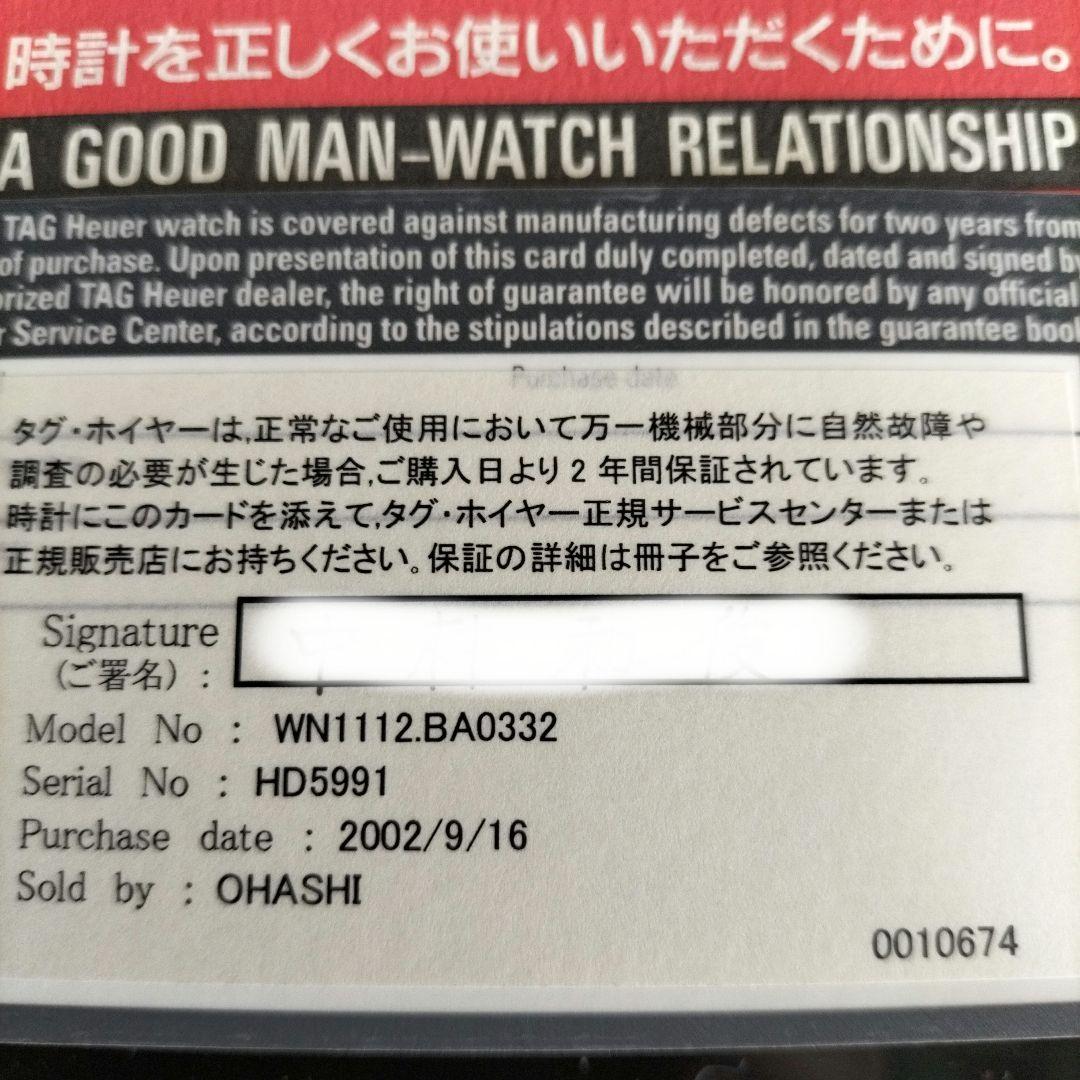 時計を正しくお使いいただくために。
A GOOD MAN-WATCH RELATIONSHIP
TAG Heuer watch is covered against manufacturing defects for two years from
of purchase. Upon presentation of this card duly completed, dated and signed by
orized TAG Heuer dealer, the right of guarantee will be honored by any official
r Service Center, according to the stipulations described in the guarantee book
Purchase date
タグ・ホイヤーは,正常なご使用において万一機械部分に自然故障や
調査の必要が生じた場合,ご購入日より2年間保証されています。
時計にこのカードを添えて,タグ・ホイヤー正規サービスセンターまたは
正規販売店にお持ちください。保証の詳細は冊子をご参照ください。
Signature
(ご署名) :
Model No : WN1112.BA0332
Serial No : HD5991
Purchase date : 2002/9/16
Sold by : OHASHI
0010674